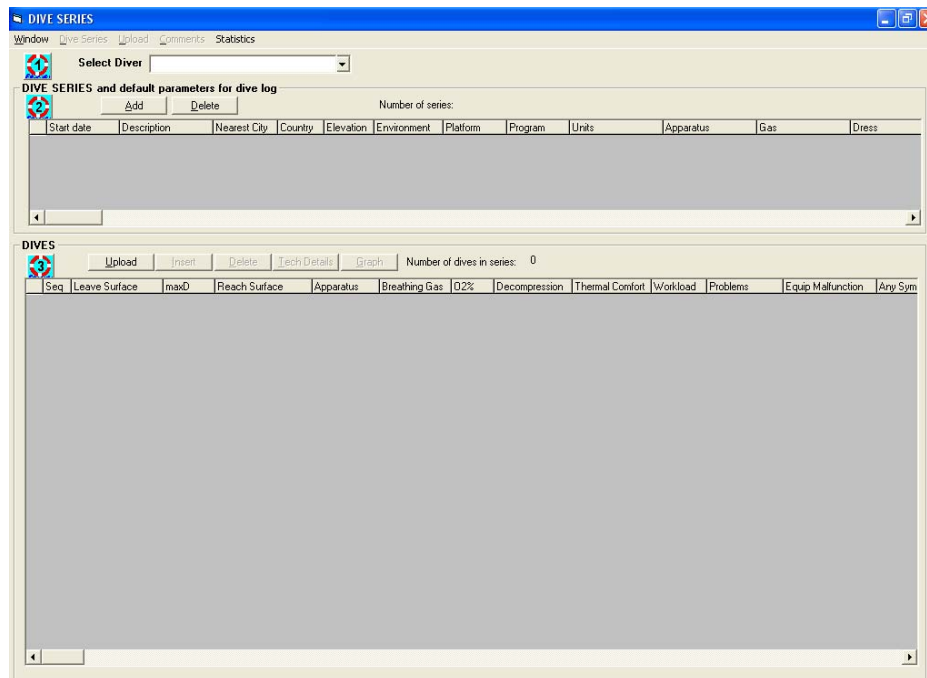 DIVE SERIES
Window Dive Series Upload Comments Statistics
1 Select Diver
DIVE SERIES and default parameters for dive log
2 Add Delete Number of series:
Start date Description Nearest City Country Elevation Environment Platform Program Units Apparatus Gas Dress
DIVES
3 Upload Insert Delete Tech Details Graph Number of dives in series: 0
Seq Leave Surface maxD Reach Surface Apparatus Breathing Gas O2% Decompression Thermal Comfort Workload Problems Equip Malfunction Any Sym